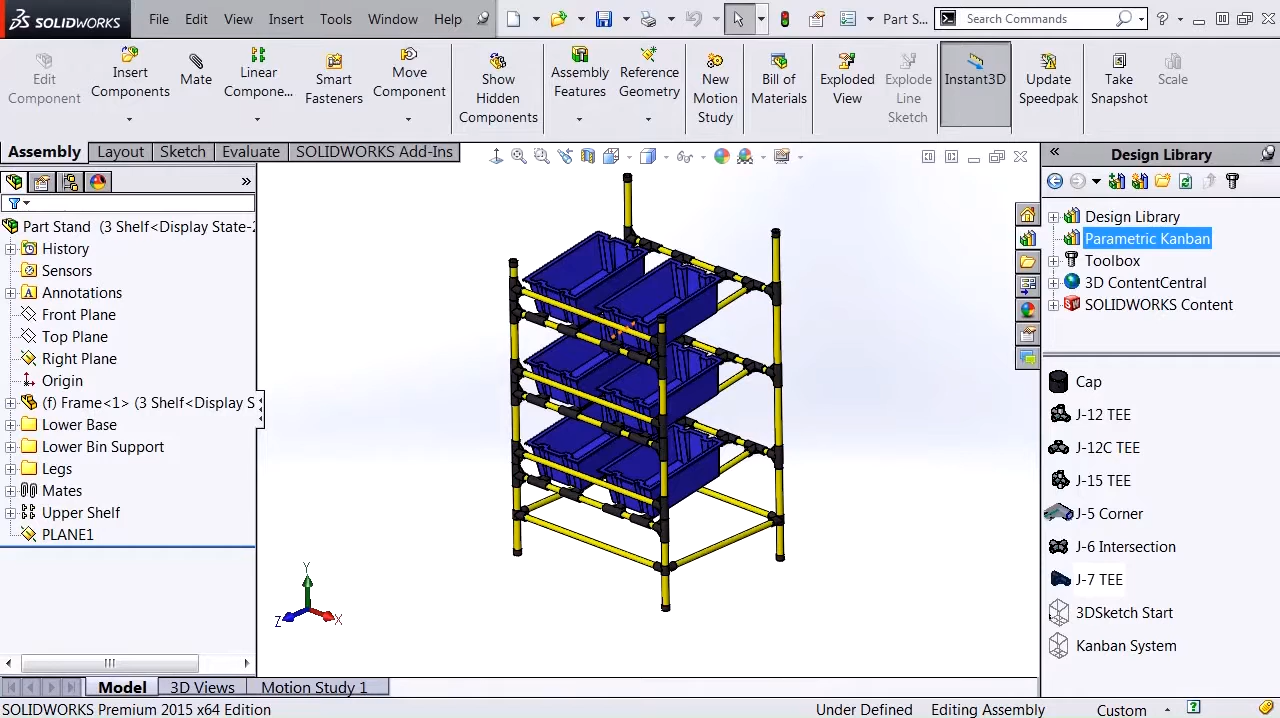 SOLIDWORKS File Edit View Insert Tools Window Help Part S... Search Commands
Edit Component
Insert Components
Mate
Linear Compone...
Smart Fasteners
Move Component
Show Hidden Components
Assembly Features
Reference Geometry
New Motion Study
Bill of Materials
Exploded View
Explode Line Sketch
Instant3D
Update Speedpak
Take Snapshot
Scale
Assembly Layout Sketch Evaluate SOLIDWORKS Add-Ins
Part Stand (3 Shelf<Display State-
History
Sensors
Annotations
Front Plane
Top Plane
Right Plane
Origin
(f) Frame<1> (3 Shelf<Display S
Lower Base
Lower Bin Support
Legs
Mates
Upper Shelf
PLANE1
Y
Z
X
Design Library
Design Library
Parametric Kanban
Toolbox
3D ContentCentral
SOLIDWORKS Content
Cap
J-12 TEE
J-12C TEE
J-15 TEE
J-5 Corner
J-6 Intersection
J-7 TEE
3DSketch Start
Kanban System
Model 3D Views Motion Study 1
SOLIDWORKS Premium 2015 x64 Edition Under Defined Editing Assembly Custom